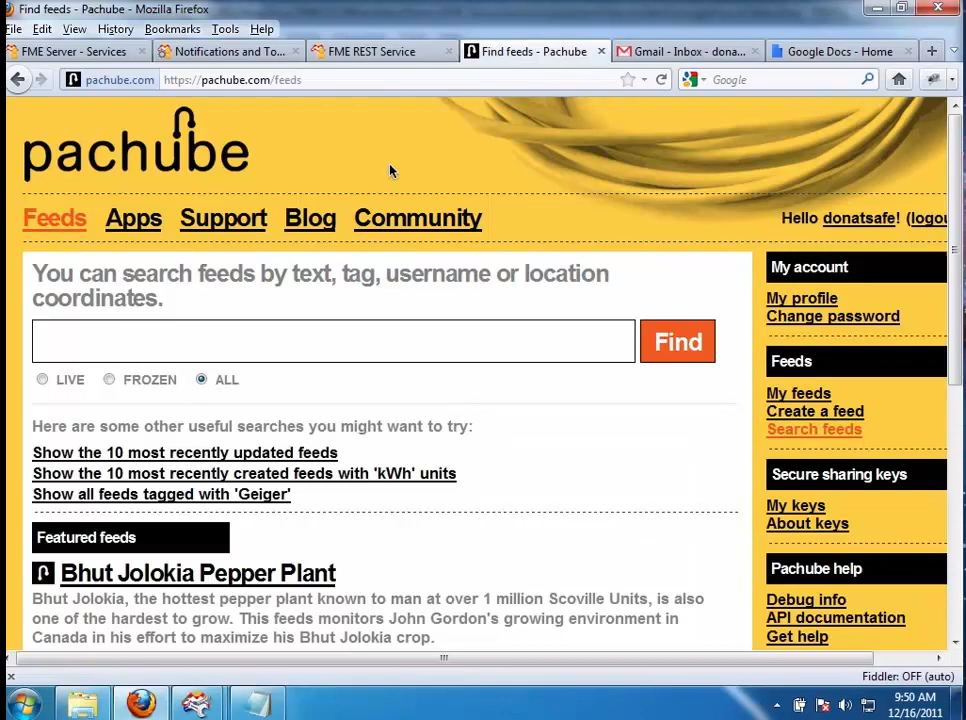 Find feeds - Pachube - Mozilla Firefox
File Edit View History Bookmarks Tools Help
FME Server - Services
Notifications and To...
FME REST Service
Find feeds - Pachube
Gmail - Inbox - dona...
Google Docs - Home
pachube.com https://pachube.com/feeds
Google
pachube
Feeds Apps Support Blog Community
Hello donatsafe! (logou
You can search feeds by text, tag, username or location
coordinates.
Find
LIVE FROZEN ALL
Here are some other useful searches you might want to try:
Show the 10 most recently updated feeds
Show the 10 most recently created feeds with 'kWh' units
Show all feeds tagged with 'Geiger'
Featured feeds
Bhut Jolokia Pepper Plant
Bhut Jolokia, the hottest pepper plant known to man at over 1 million Scoville Units, is also
one of the hardest to grow. This feeds monitors John Gordon's growing environment in
Canada in his effort to maximize his Bhut Jolokia crop.
My account
My profile
Change password
Feeds
My feeds
Create a feed
Search feeds
Secure sharing keys
My keys
About keys
Pachube help
Debug info
API documentation
Get help
Fiddler: OFF (auto)
9:50 AM
12/16/2011